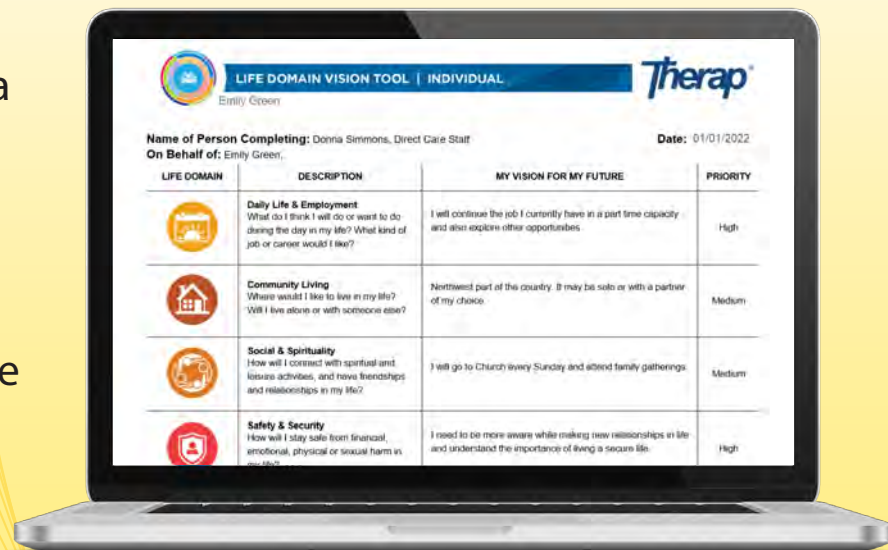 a
e
LIFE DOMAIN VISION TOOL | INDIVIDUAL
Therap
Emily Green
Name of Person Completing: Donna Simmons, Direct Care Staff
Date: 01/01/2022
On Behalf of: Emily Green,
LIFE DOMAIN DESCRIPTION MY VISION FOR MY FUTURE PRIORITY
Daily Life & Employment
What do I think I will do or want to do
during the day in my life? What kind of
job or career would I like?
I will continue the job I currently have in a part time capacity
and also explore other opportunities
High
Community Living
Where would I like to live in my life?
Will I live alone or with someone else?
Northwest part of the country. It may be solo or with a partner
of my choice
Medium
Social & Spirituality
How will I connect with spiritual and
leisure activities, and have friendships
and relationships in my life?
I will go to Church every Sunday and attend family gatherings
Medium
Safety & Security
How will I stay safe from financial,
emotional, physical or sexual harm in
my life?
I need to be more aware while making new relationships in life
and understand the importance of living a secure life.
High